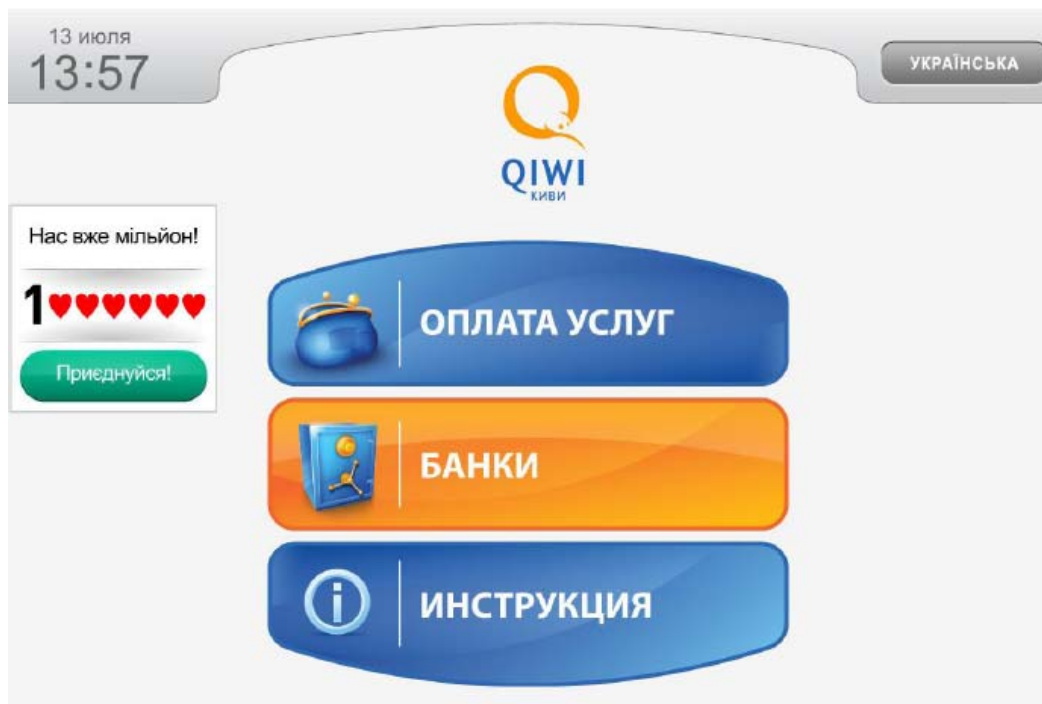 13 июля
13:57
УКРАЇНСЬКА
QIWI
КИВИ
Нас вже мільйон!
1
Приєднуйся!
ОПЛАТА УСЛУГ
БАНКИ
ИНСТРУКЦИЯ